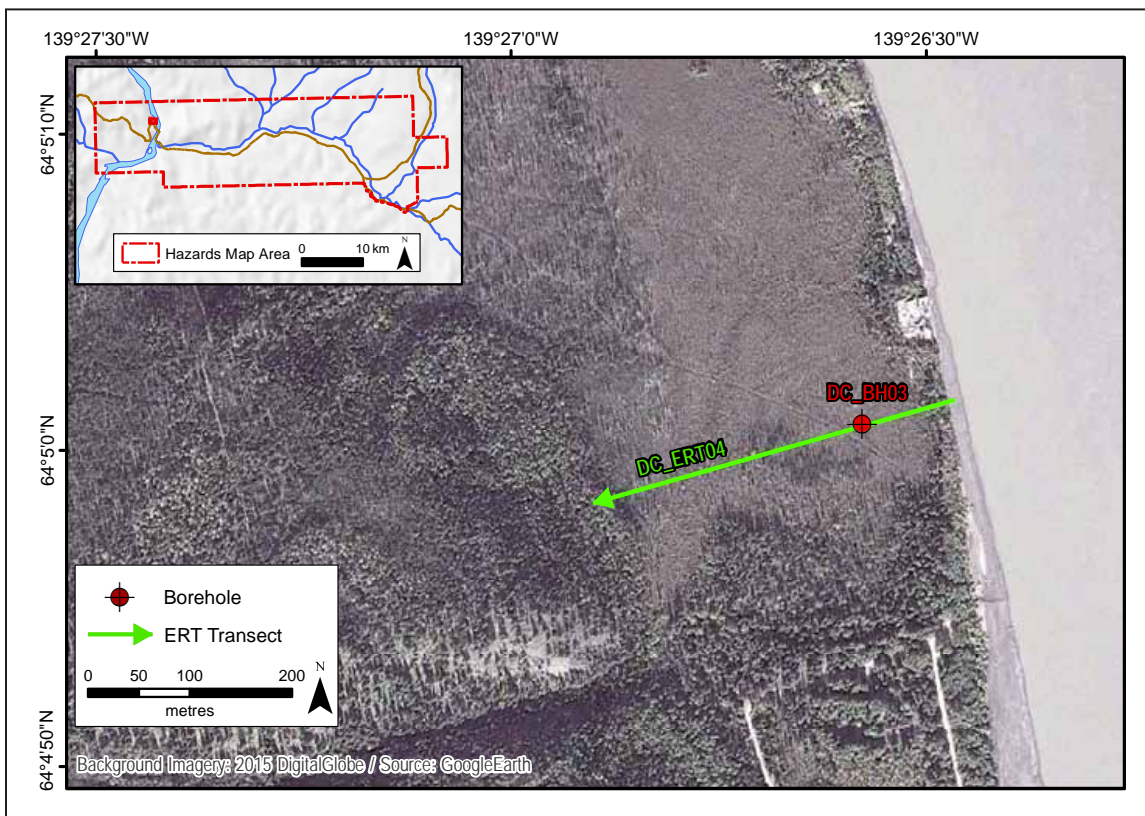 139°27'30"W
139°27'0"W
139°26'30"W
64°5'10"N
64°5'0"N
64°4'50"N
Hazards Map Area
0 10 km
N
DC_BH03
DC_ERT04
Borehole
ERT Transect
0 50 100 200
metres
N
Background Imagery: 2015 DigitalGlobe / Source: GoogleEarth